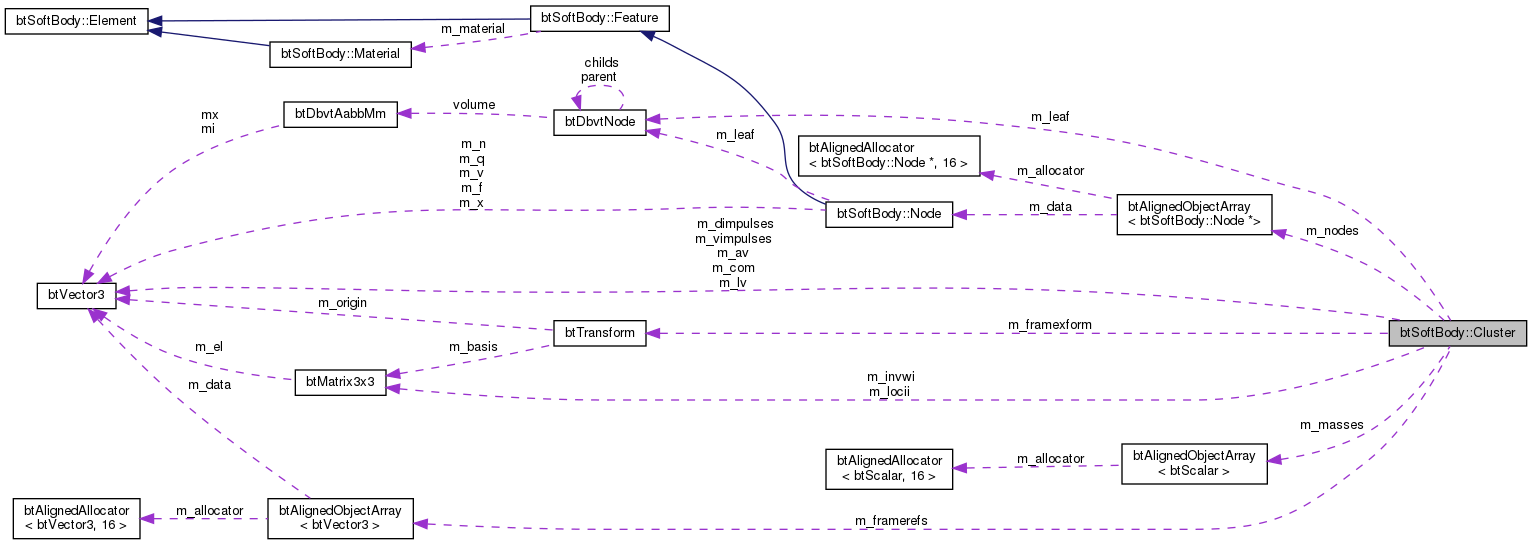 btSoftBody::Element
btSoftBody::Feature
m_material
btSoftBody::Material
childs
parent
mx
mi
btDbvtAabbMm
volume
btDbvtNode
m_leaf
m_leaf
btAlignedAllocator
< btSoftBody::Node *, 16 >
m_allocator
m_n
m_q
m_v
m_f
m_x
btSoftBody::Node
m_data
btAlignedObjectArray
< btSoftBody::Node *>
m_nodes
m_dimpulses
m_vimpulses
m_av
m_com
m_lv
btVector3
m_origin
btTransform
m_framexform
btSoftBody::Cluster
m_el
m_basis
btMatrix3x3
m_data
m_invwi
m_locii
m_masses
btAlignedAllocator
< btScalar, 16 >
m_allocator
btAlignedObjectArray
< btScalar >
btAlignedAllocator
< btVector3, 16 >
m_allocator
btAlignedObjectArray
< btVector3 >
m_framerefs